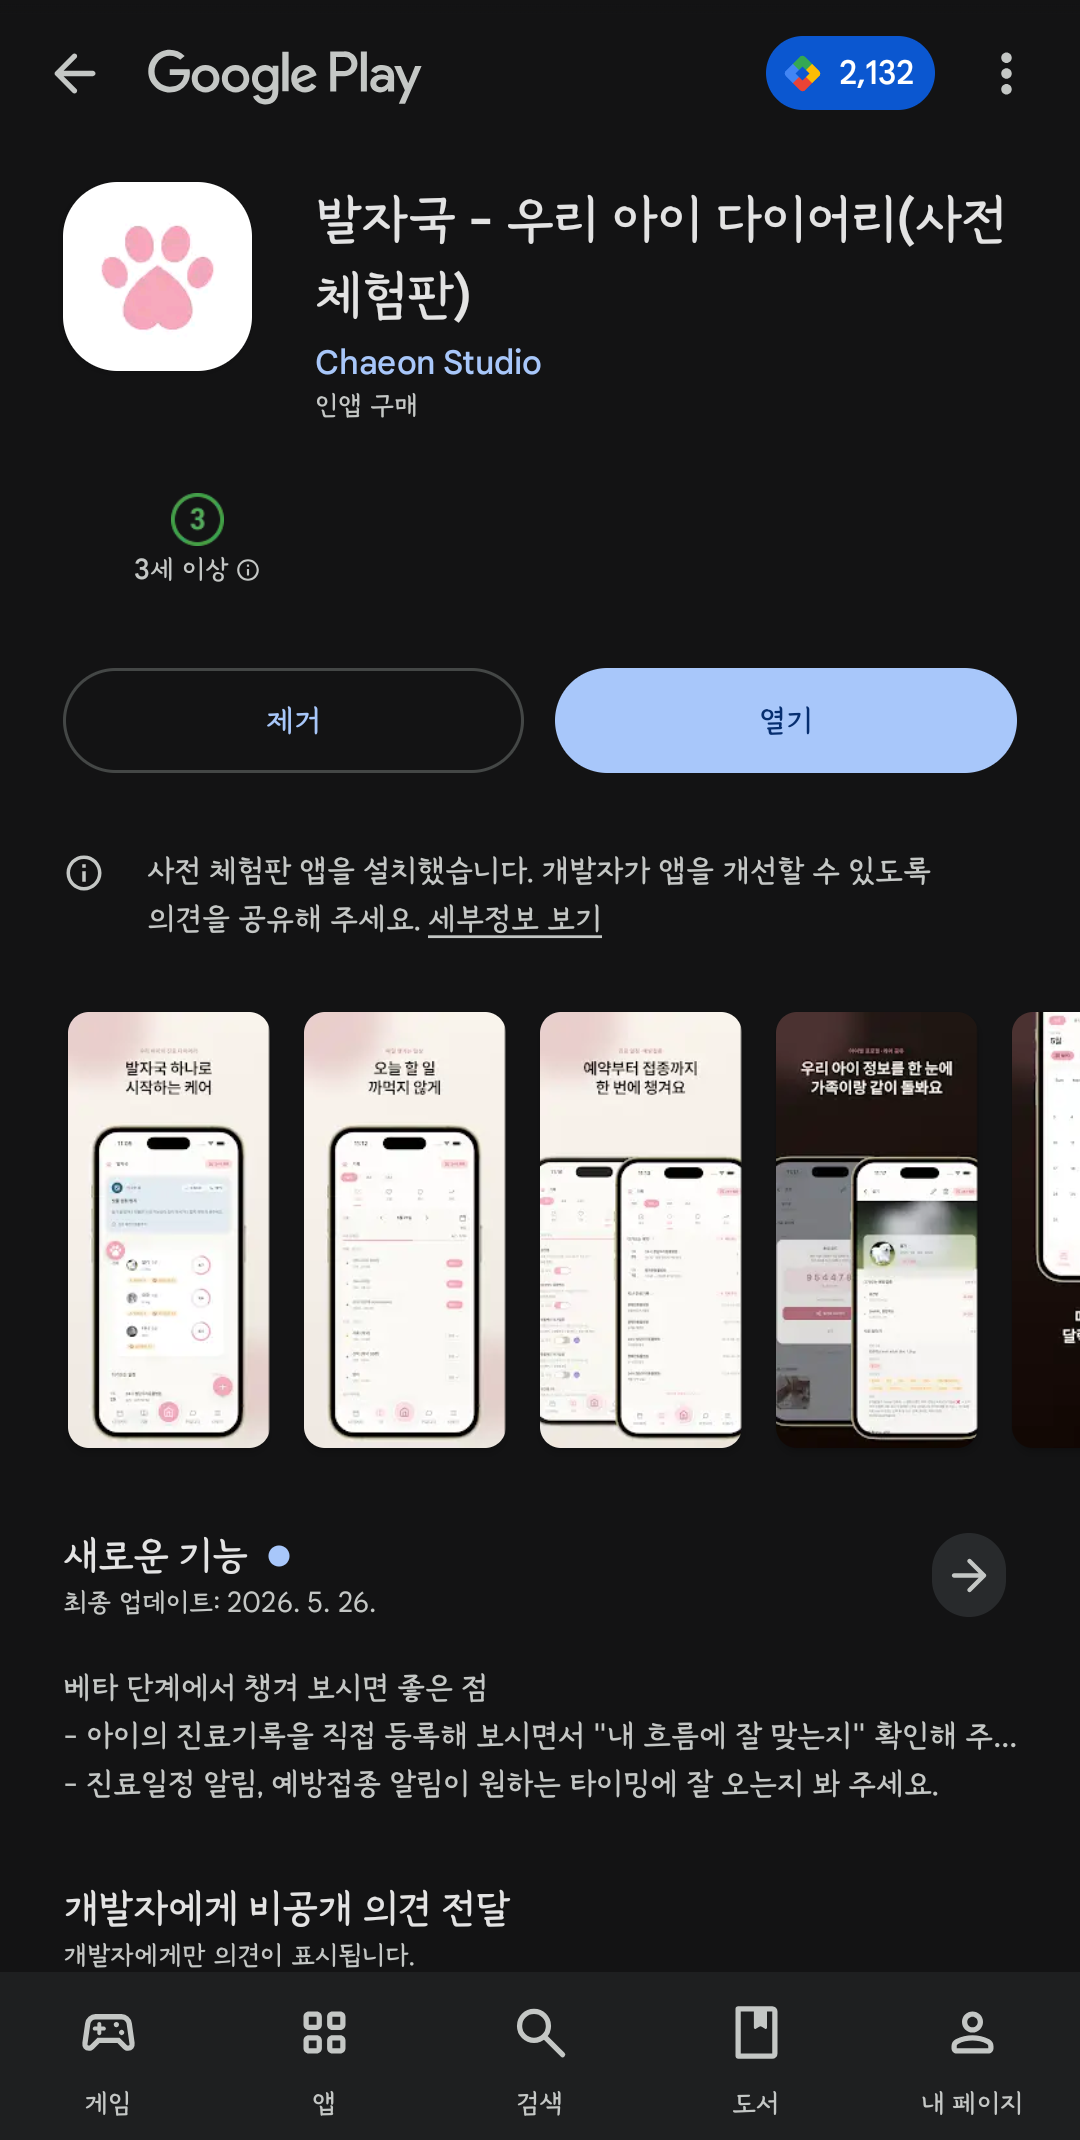 Google Play
2,132
발자국 - 우리 아이 다이어리(사전
체험판)
Chaeon Studio
인앱 구매
3
3세 이상
제거
열기
사전 체험판 앱을 설치했습니다. 개발자가 앱을 개선할 수 있도록
의견을 공유해 주세요. 세부정보 보기
발자국 하나로
시작하는 케어
오늘 할 일
까먹지 않게
예약부터 접종까지
한 번에 챙겨요
우리 아이 정보를 한 눈에
가족이랑 같이 돌봐요
954476
5월
새로운 기능
최종 업데이트: 2026. 5. 26.
베타 단계에서 챙겨 보시면 좋은 점
- 아이의 진료기록을 직접 등록해 보시면서 "내 흐름에 잘 맞는지" 확인해 주...
- 진료일정 알림, 예방접종 알림이 원하는 타이밍에 잘 오는지 봐 주세요.
개발자에게 비공개 의견 전달
개발자에게만 의견이 표시됩니다.
게임
앱
검색
도서
내 페이지